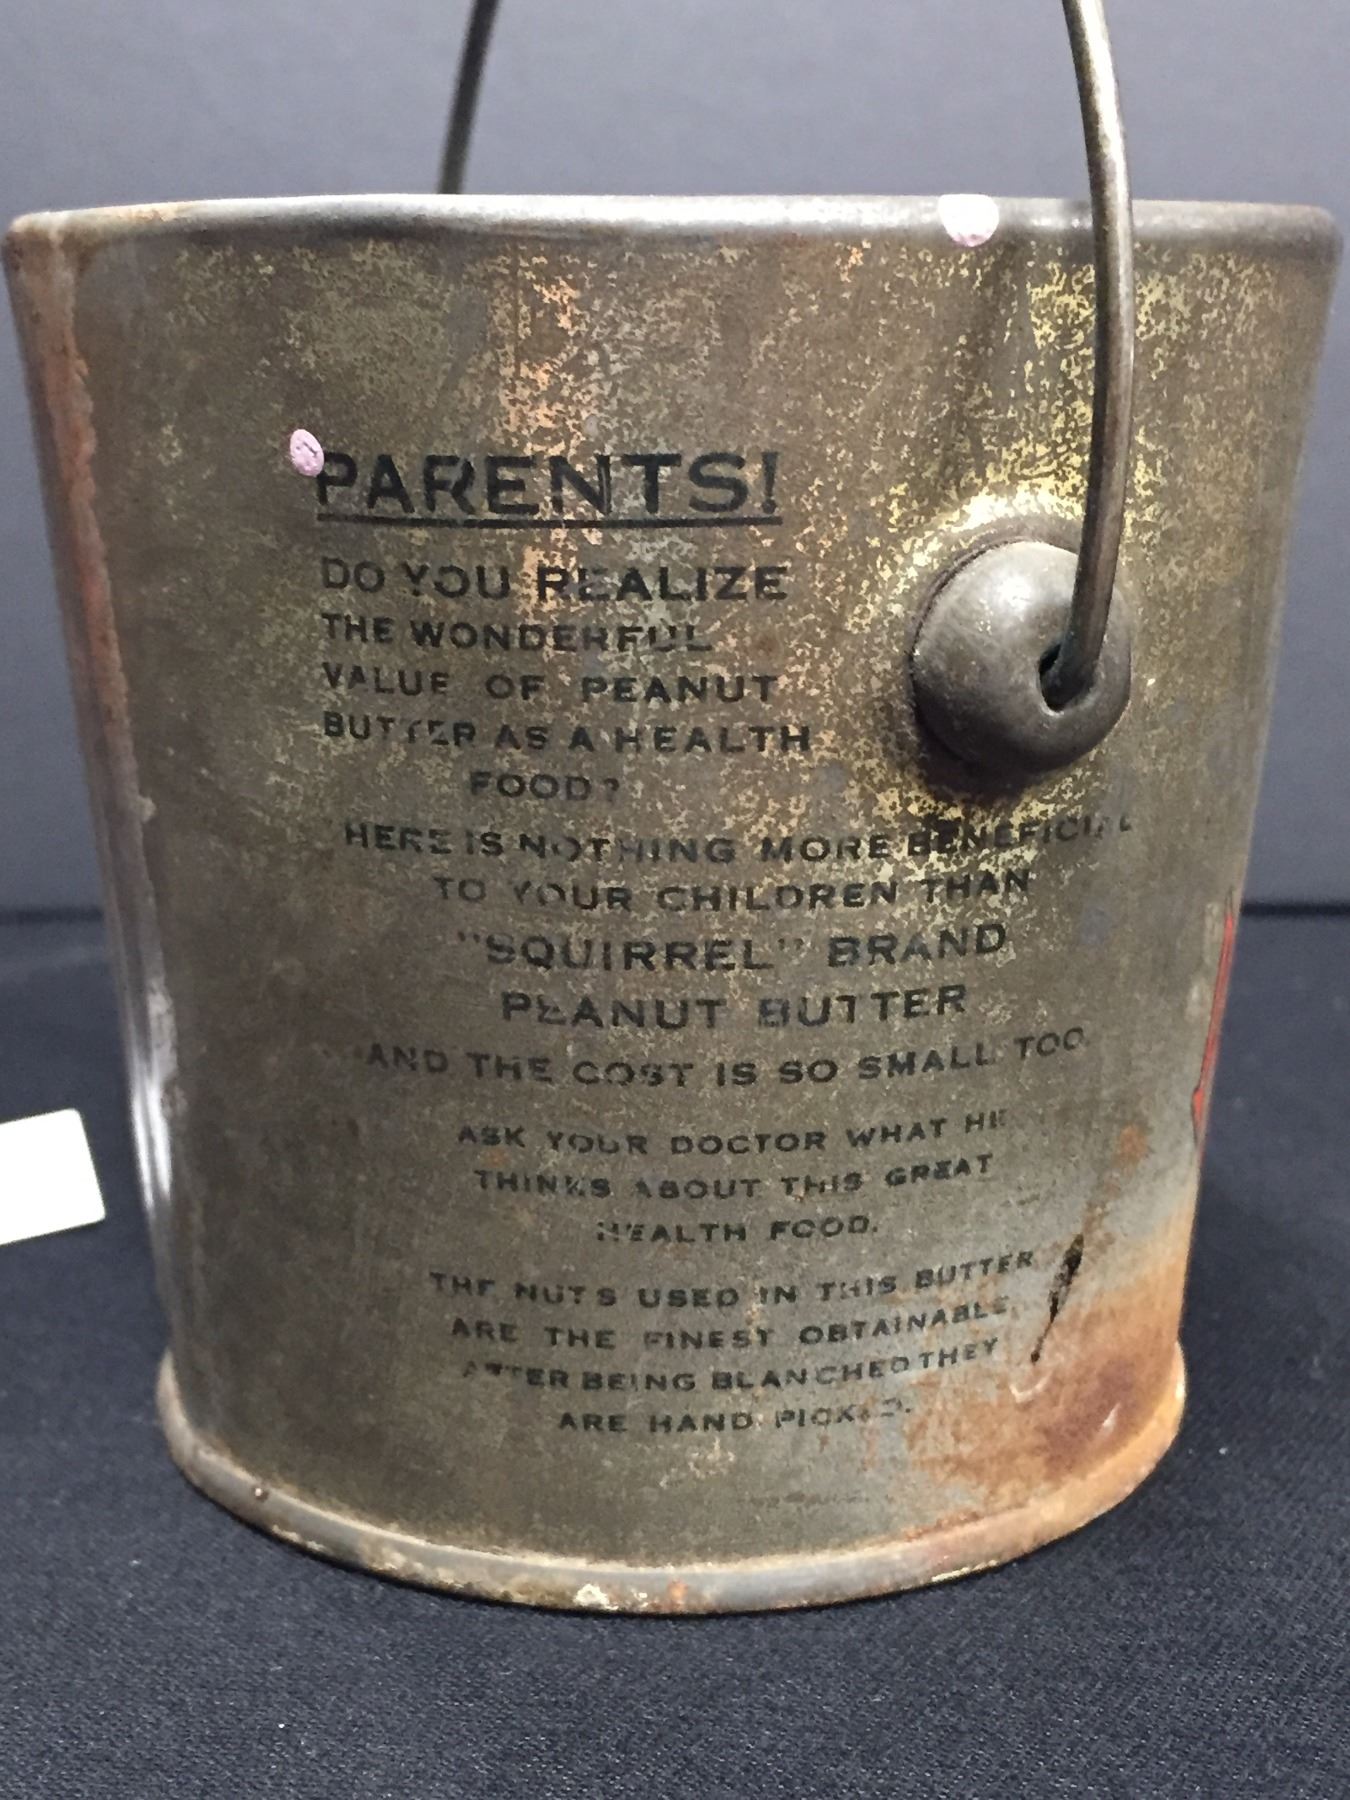 PARENTS!
DO YOU REALIZE
THE WONDERFUL
VALUE OF PEANUT
BUTTER AS A HEALTH
FOOD?
HERE IS NOTHING MORE BENEFICIAL
TO YOUR CHILDREN THAN
"SQUIRREL" BRAND
PEANUT BUTTER
AND THE COST IS SO SMALL TOO.
ASK YOUR DOCTOR WHAT HE
THINKS ABOUT THIS GREAT
HEALTH FOOD.
THE NUTS USED IN THIS BUTTER
ARE THE FINEST OBTAINABLE.
AFTER BEING BLANCHED THEY
ARE HAND PICKED.